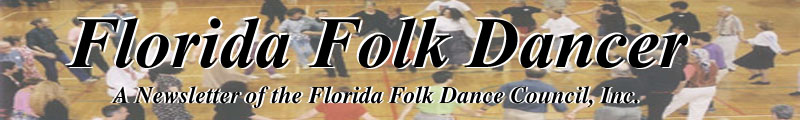 Florida Folk Dancer
A Newsletter of the Florida Folk Dance Council, Inc.